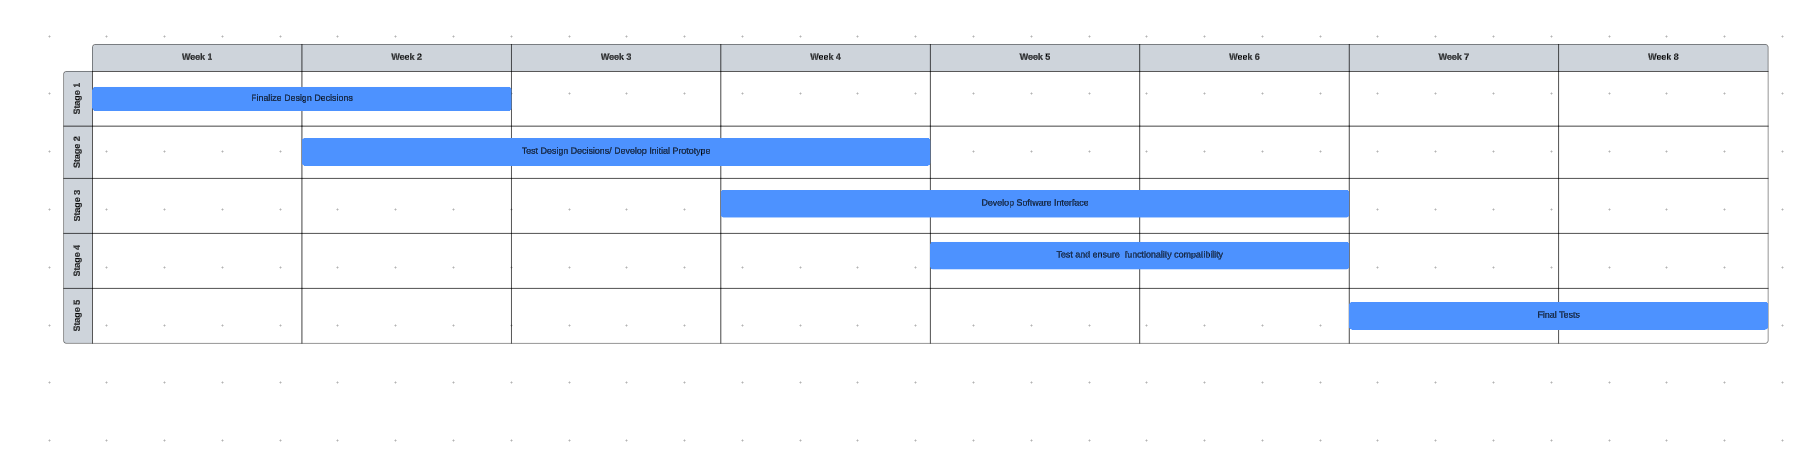 Week 1
Week 2
Week 3
Week 4
Week 5
Week 6
Week 7
Week 8
Stage 1
Finalize Design Decisions
Stage 2
Test Design Decisions/ Develop Initial Prototype
Stage 3
Develop Software Interface
Stage 4
Test and ensure  functionality compatibility
Stage 5
Final Tests